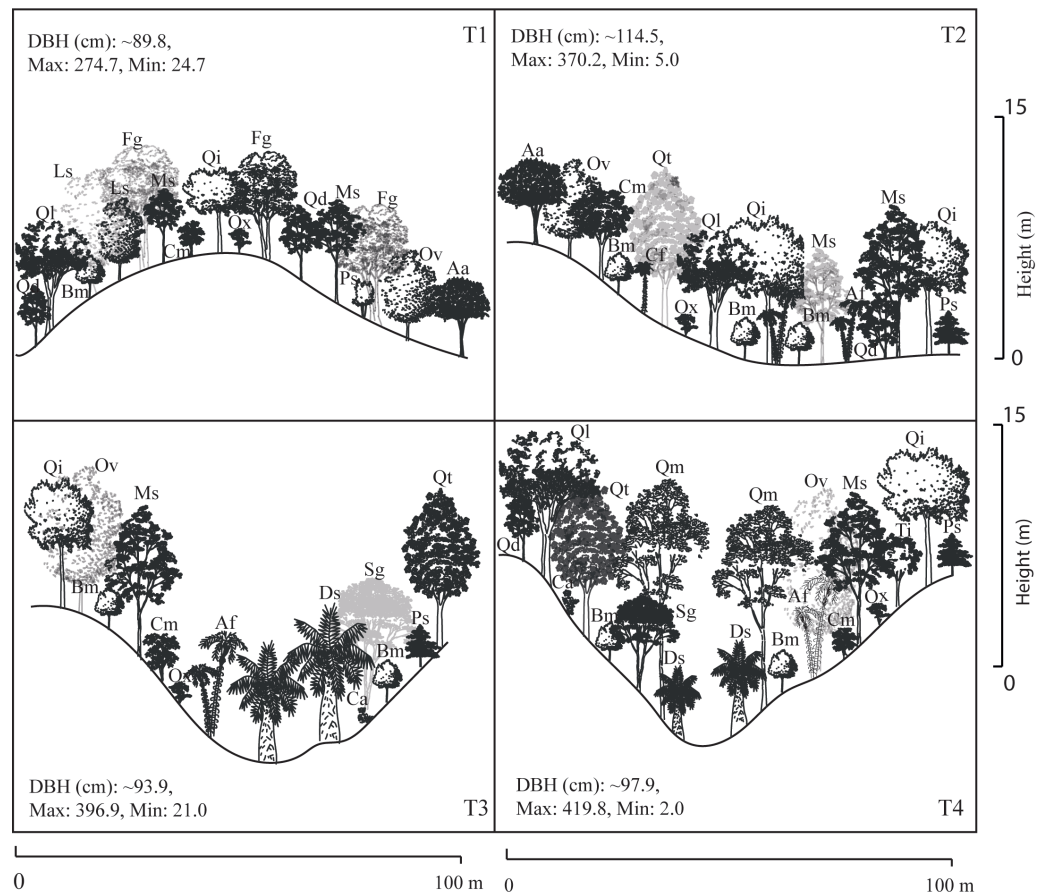 T1
DBH (cm): ~89.8,
Max: 274.7, Min: 24.7
Fg
Fg
Ls
Qi
Ls
Ms
Ql
Qd
Ms
Fg
Ox
Cm
Ov
Aa
Qd
Bm
Ps
T2
DBH (cm): ~114.5,
Max: 370.2, Min: 5.0
Aa
Ov
Qt
Cm
Ql
Qi
Ms
Qi
Bm
Cf
Ms
Ox
Bm
Bm
Af
Ps
Qd
15
Height (m)
0
Qi
Ov
Ms
Qt
Bm
Sg
Ds
Cm
Af
Ps
Bm
Ca
DBH (cm): ~93.9,
Max: 396.9, Min: 21.0
T3
Ql
Qm
Qt
Qm
Ov
Ms
Qi
Qd
Ti
Ps
Ca
Af
Ox
Bm
Sg
Cm
Ds
Ds
Bm
DBH (cm): ~97.9,
Max: 419.8, Min: 2.0
T4
15
Height (m)
0
0
100 m
0
100 m